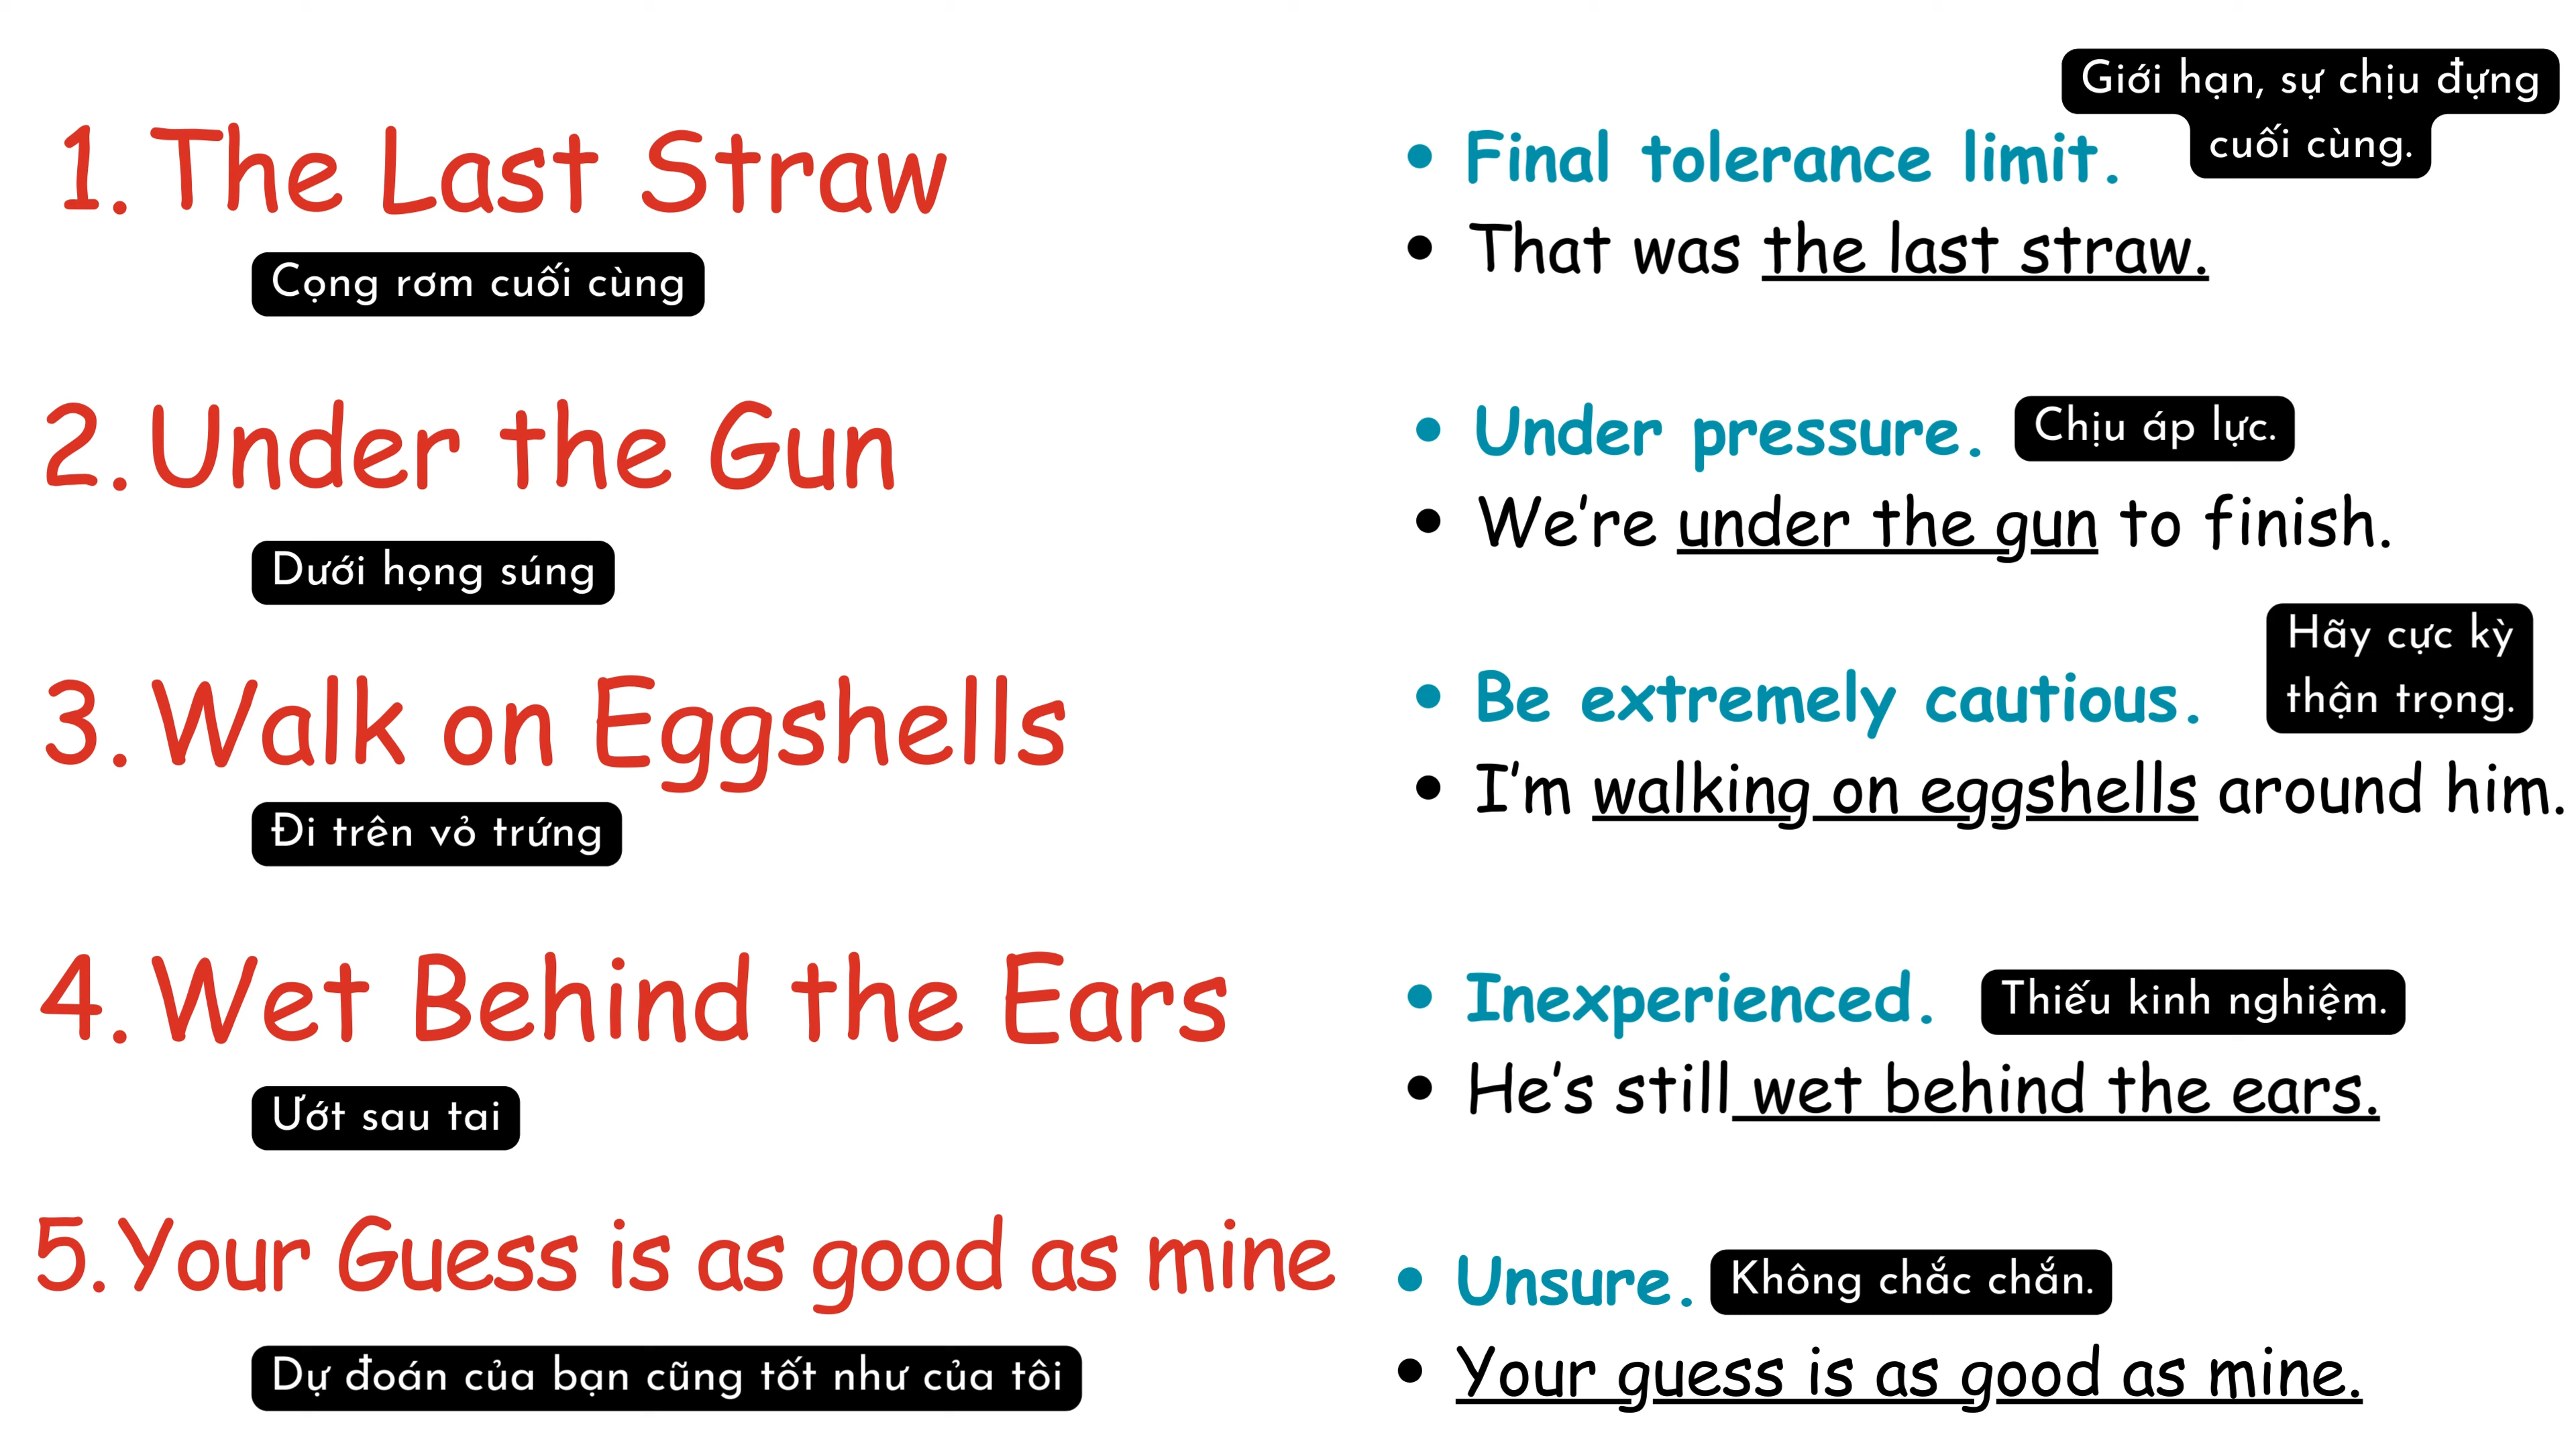 1. The Last Straw
Cọng rơm cuối cùng
Giới hạn, sự chịu đựng
cuối cùng.
• Final tolerance limit.
• That was the last straw.
2. Under the Gun
Dưới họng súng
• Under pressure.
Chịu áp lực.
• We're under the gun to finish.
3. Walk on Eggshells
Đi trên vỏ trứng
Hãy cực kỳ
thận trọng.
• Be extremely cautious.
• I'm walking on eggshells around him.
4. Wet Behind the Ears
Ướt sau tai
• Inexperienced.
Thiếu kinh nghiệm.
• He's still wet behind the ears.
5. Your Guess is as good as mine
Dự đoán của bạn cũng tốt như của tôi
• Unsure.
Không chắc chắn.
• Your guess is as good as mine.